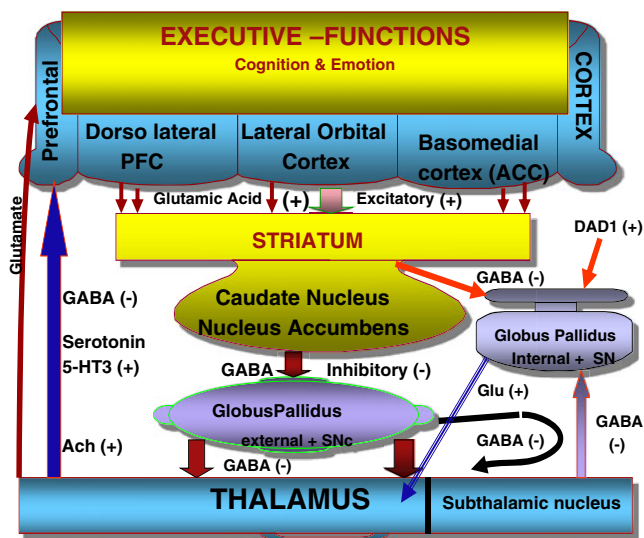 EXECUTIVE –FUNCTIONS
Cognition & Emotion
Prefrontal
CORTEX
Dorso lateral
PFC
Lateral Orbital
Cortex
Basomedial
cortex (ACC)
Glutamic Acid
(+)
Excitatory (+)
Glutamate
STRIATUM
DAD1 (+)
GABA (-)
Caudate Nucleus
Nucleus Accumbens
GABA (-)
Serotonin
5-HT3 (+)
Ach (+)
Globus Pallidus
Internal + SN
GABA
Inhibitory (-)
Glu (+)
GlobusPallidus
external + SNc
GABA (-)
GABA (-)
GABA
(-)
THALAMUS
Subthalamic nucleus